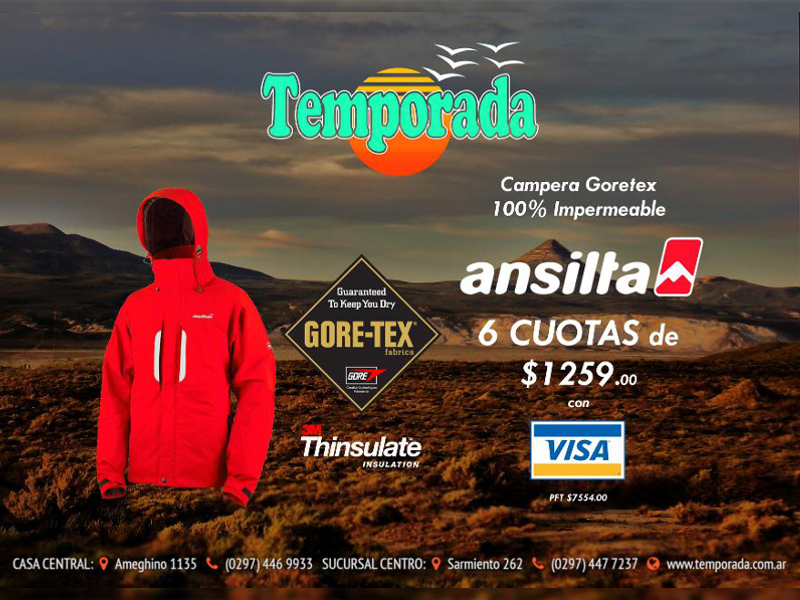 Temporada
Campera Goretex
100% Impermeable
ansilta
6 CUOTAS de
$1259.00
con
VISA
PFT $7554.00
Guaranteed
To Keep You Dry
GORE-TEX®
fabrics
GORE
3M
Thinsulate™
INSULATION
CASA CENTRAL: Ameghino 1135 (0297) 446 9933 SUCURSAL CENTRO: Sarmiento 262 (0297) 447 7237 www.temporada.com.ar